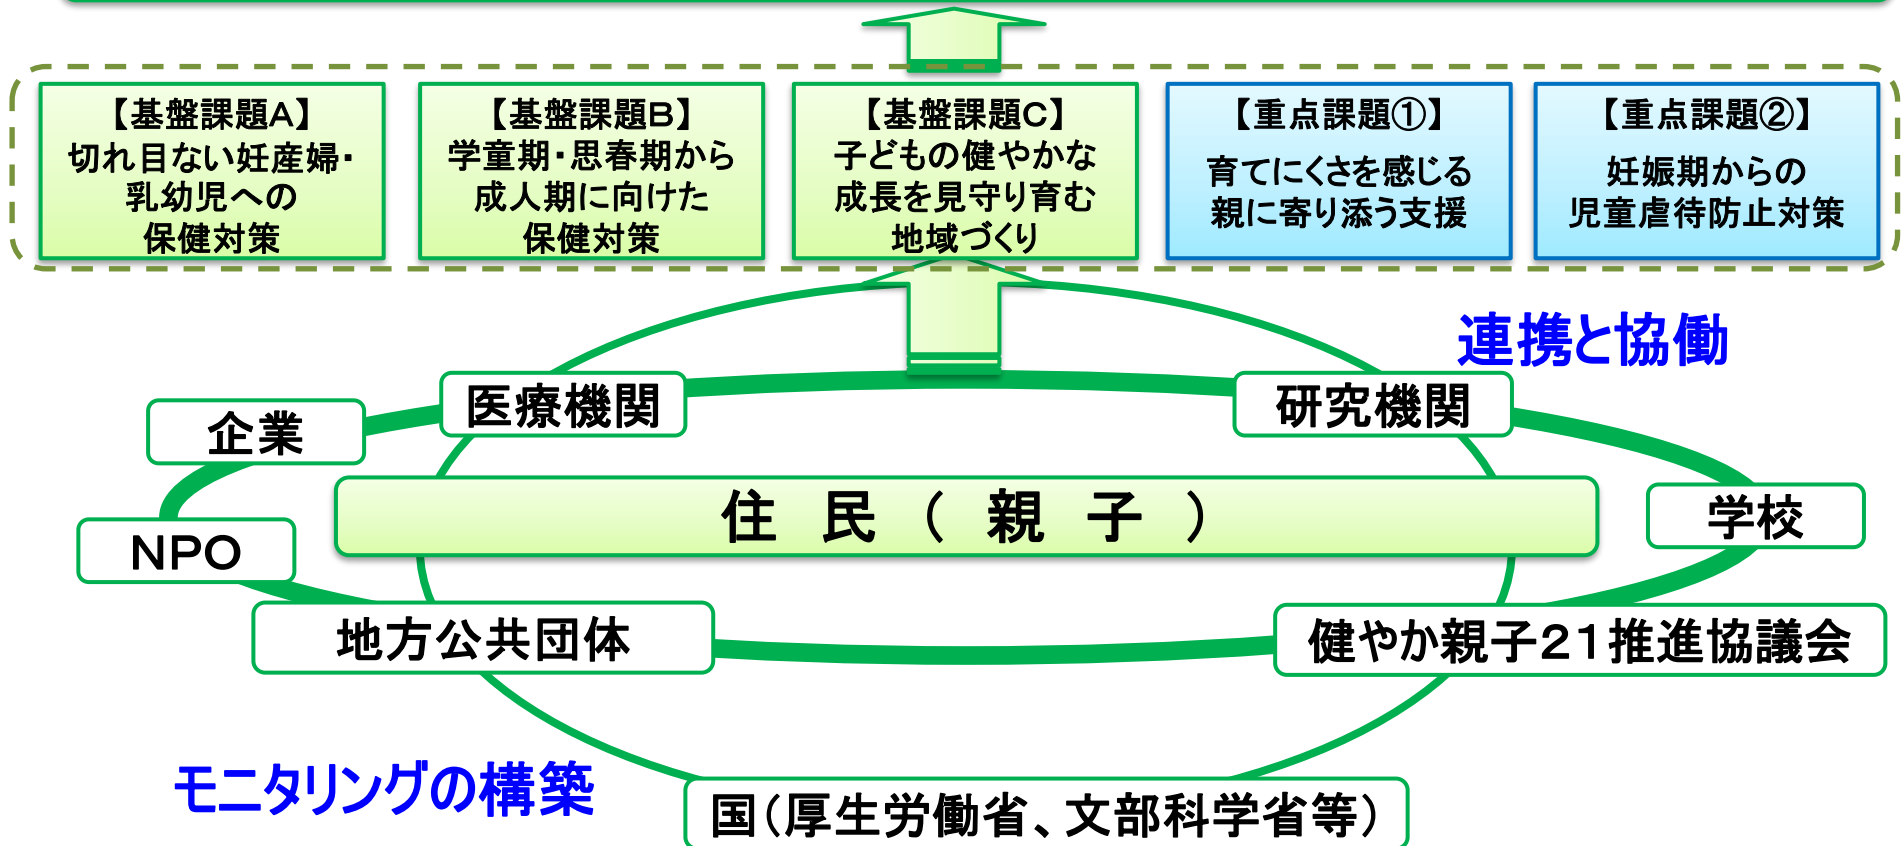 【基盤課題A】
切れ目ない妊産婦・
乳幼児への
保健対策
【基盤課題B】
学童期・思春期から
成人期に向けた
保健対策
【基盤課題C】
子どもの健やかな
成長を見守り育む
地域づくり
【重点課題①】
育てにくさを感じる
親に寄り添う支援
【重点課題②】
妊娠期からの
児童虐待防止対策
連携と協働
医療機関
研究機関
企業
住 民 ( 親 子 )
学校
NPO
地方公共団体
健やか親子21推進協議会
モニタリングの構築
国(厚生労働省、文部科学省等)